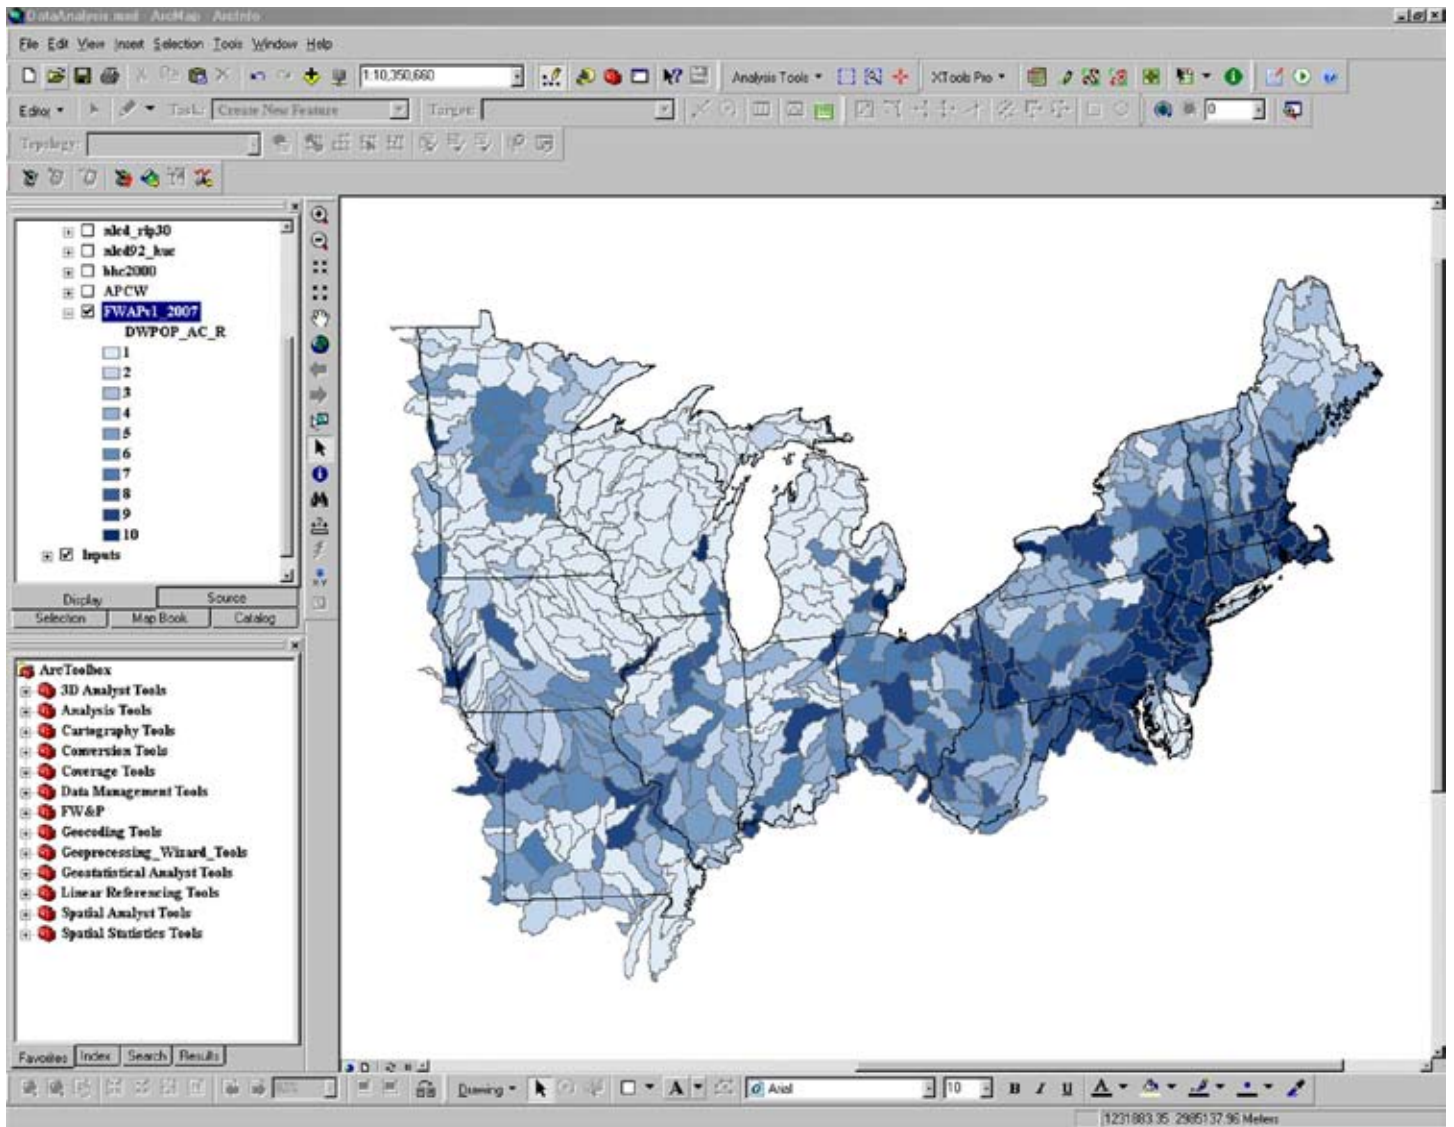 DataAnalysis.mxd - ArcMap - ArcInfo
File Edit View Insert Selection Tools Window Help
1:10,350,660
Analysis Tools
XTools Pro
Editor
Task: Create New Feature
Target:
0
Topology:
nlcd_rip30
nlcd92_huc
hhc2000
APCW
FWAPv1_2007
DWPOP_AC_R
1
2
3
4
5
6
7
8
9
10
Inputs
Display Source
Selection Map Book Catalog
ArcToolbox
3D Analyst Tools
Analysis Tools
Cartography Tools
Conversion Tools
Coverage Tools
Data Management Tools
FW&P
Geocoding Tools
Geoprocessing_Wizard_Tools
Geostatistical Analyst Tools
Linear Referencing Tools
Spatial Analyst Tools
Spatial Statistics Tools
Favorites Index Search Results
Drawing
A
Arial
10
B I U A
1231883.35 2985137.96 Meters